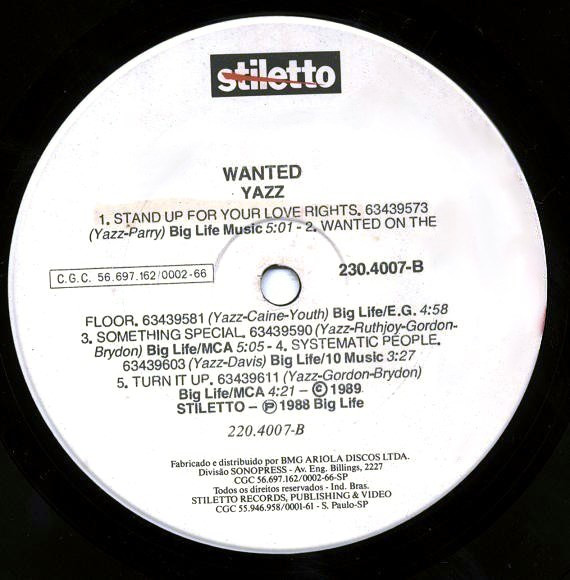 stiletto
WANTED
YAZZ
1. STAND UP FOR YOUR LOVE RIGHTS. 63439573
(Yazz-Parry) Big Life Music 5:01 - 2. WANTED ON THE
C.G.C. 56.697.162/0002-66
230.4007-B
FLOOR. 63439581 (Yazz-Caine-Youth) Big Life/E.G. 4:58
3. SOMETHING SPECIAL. 63439590 (Yazz-Ruthjoy-Gordon-
Brydon) Big Life/MCA 5:05 - 4. SYSTEMATIC PEOPLE.
63439603 (Yazz-Davis) Big Life/10 Music 3:27
5. TURN IT UP. 63439611 (Yazz-Gordon-Brydon)
Big Life/MCA 4:21 – © 1989
STILETTO – ℗ 1988 Big Life
220.4007-B
Fabricado e distribuido por BMG ARIOLA DISCOS LTDA.
Divisão SONOPRESS - Av. Eng. Billings, 2227
CGC 56.697.162/0002-66-SP
Todos os direitos reservados - Ind. Bras.
STILETTO RECORDS, PUBLISHING & VIDEO
CGC 55.946.958/0001-61 - S. Paulo-SP